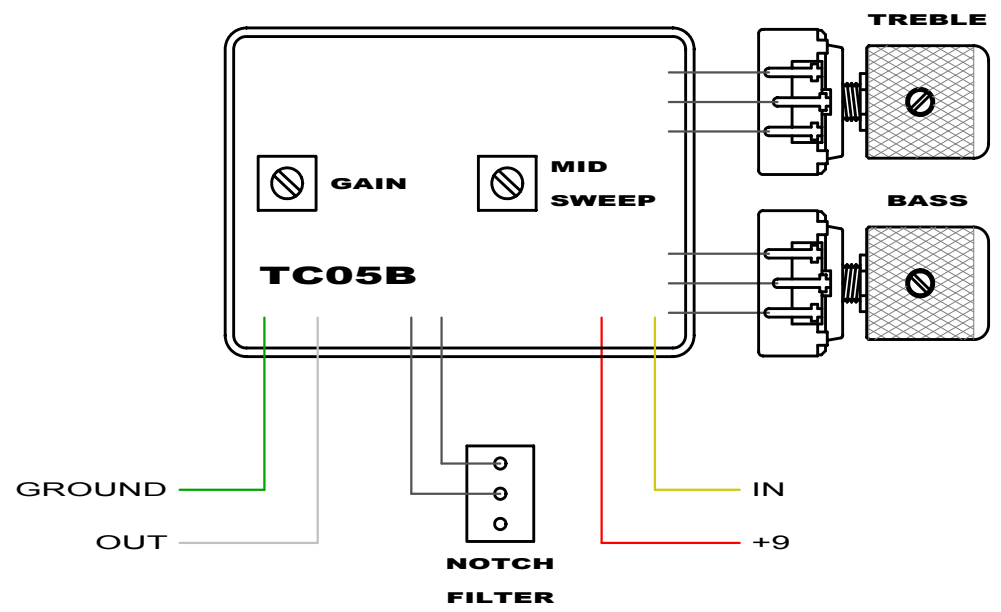 TREBLE
GAIN
MID
SWEEP
BASS
TC05B
GROUND
IN
OUT
+9
NOTCH
FILTER